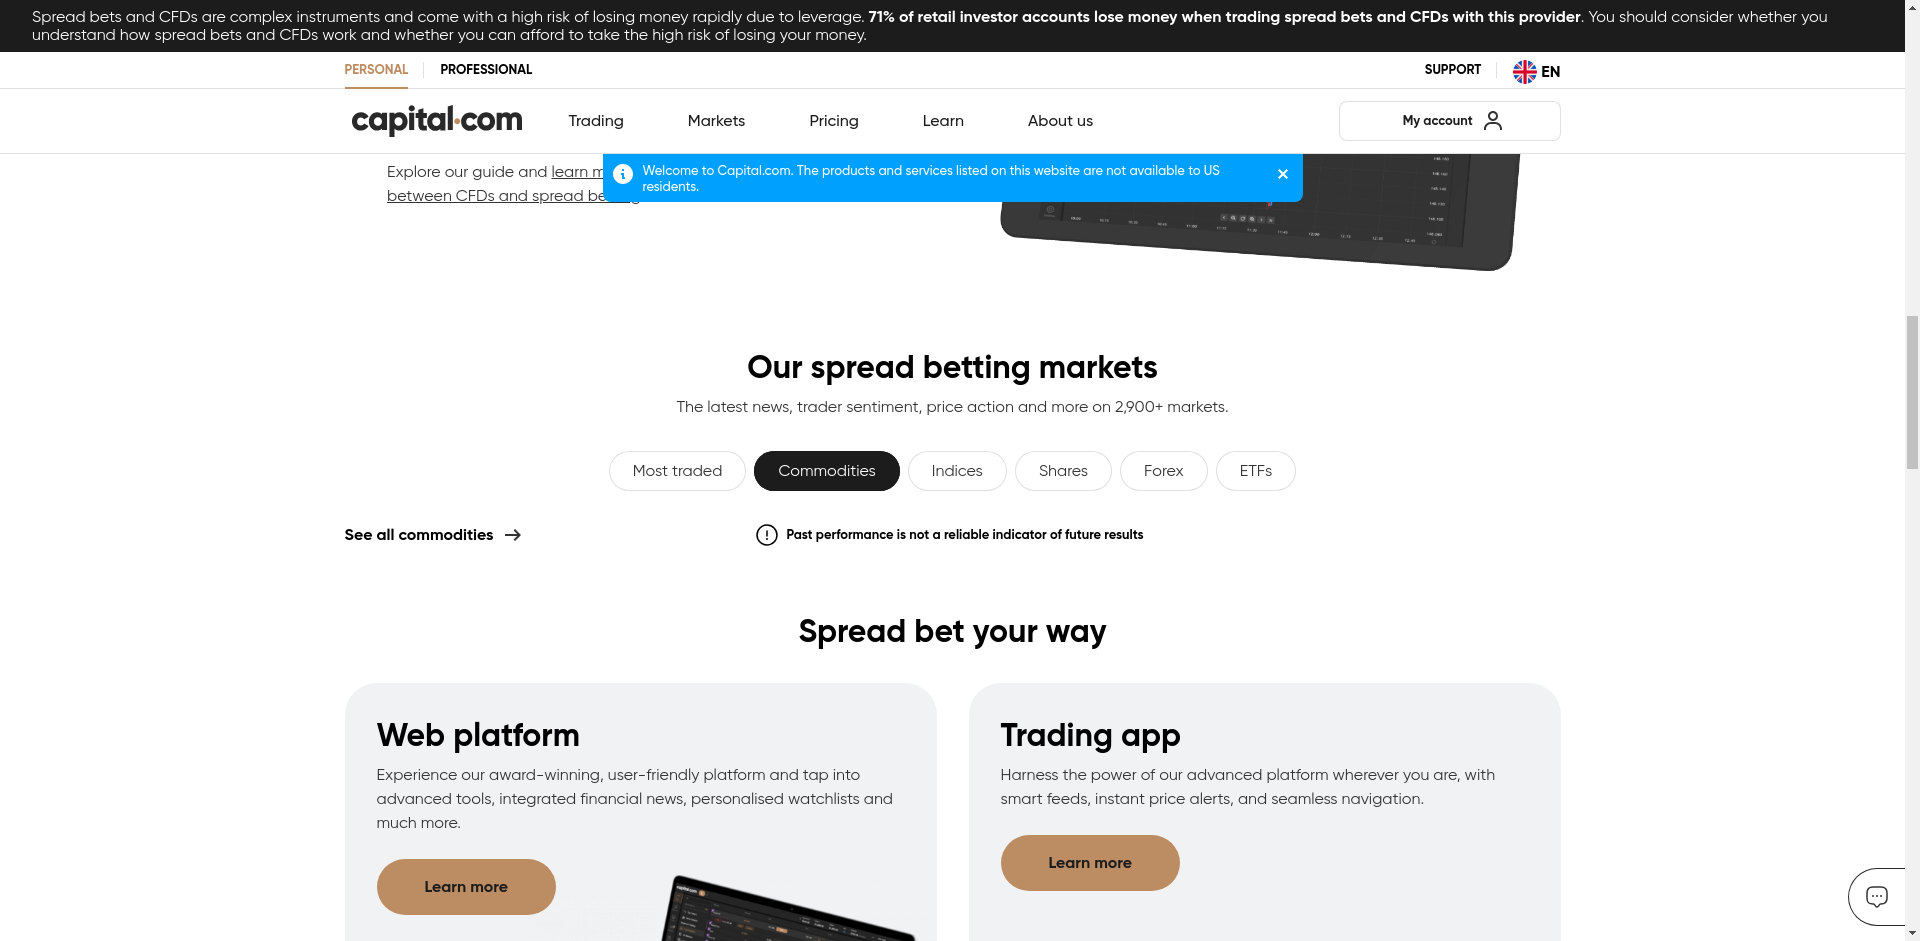 Spread bets and CFDs are complex instruments and come with a high risk of losing money rapidly due to leverage. 71% of retail investor accounts lose money when trading spread bets and CFDs with this provider. You should consider whether you
understand how spread bets and CFDs work and whether you can afford to take the high risk of losing your money.
PERSONAL PROFESSIONAL SUPPORT EN
capital.com Trading Markets Pricing Learn About us My account
Welcome to Capital.com. The products and services listed on this website are not available to US
residents.
Explore our guide and learn
between CFDs and spread
Our spread betting markets
The latest news, trader sentiment, price action and more on 2,900+ markets.
Most traded Commodities Indices Shares Forex ETFs
See all commodities
Past performance is not a reliable indicator of future results
Spread bet your way
Web platform
Experience our award-winning, user-friendly platform and tap into
advanced tools, integrated financial news, personalised watchlists and
much more.
Learn more
Trading app
Harness the power of our advanced platform wherever you are, with
smart feeds, instant price alerts, and seamless navigation.
Learn more